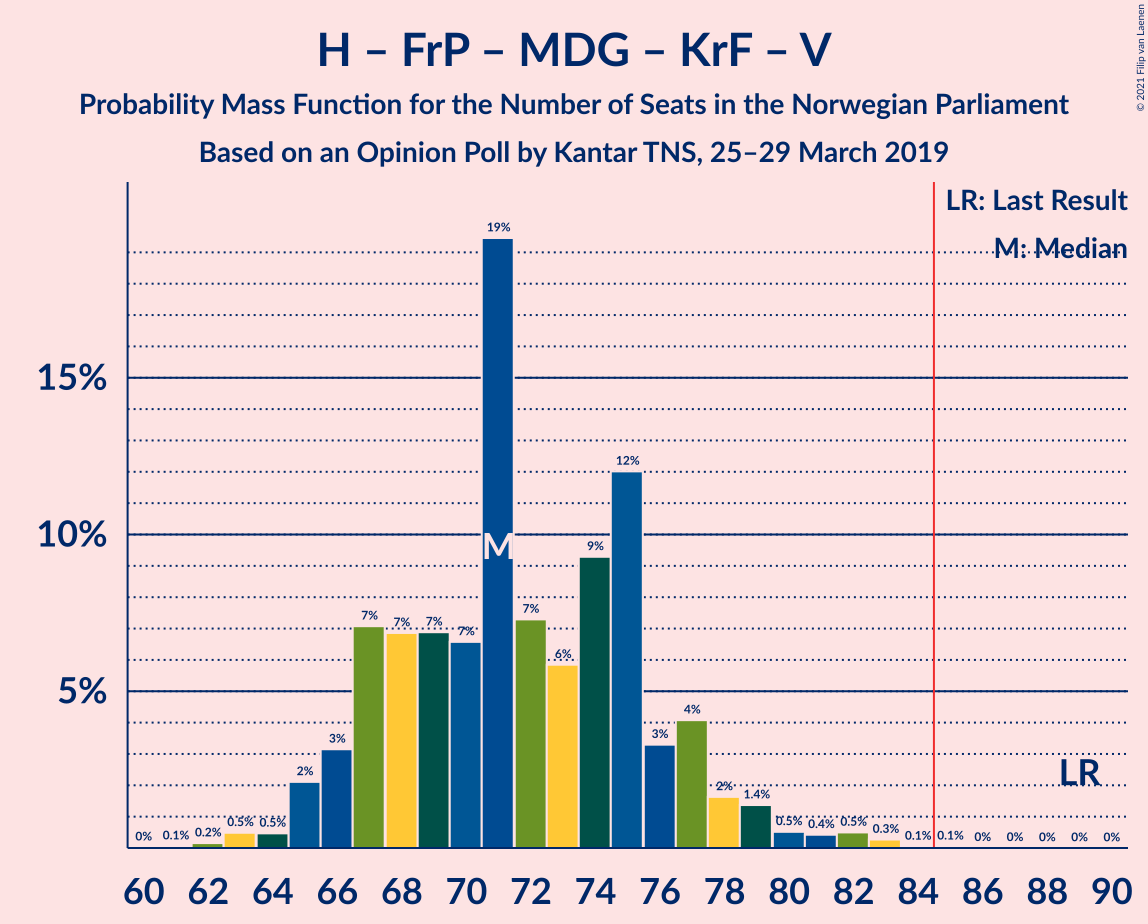 H – FrP – MDG – KrF – V
Probability Mass Function for the Number of Seats in the Norwegian Parliament
Based on an Opinion Poll by Kantar TNS, 25–29 March 2019
© 2021 Filip van Laenen
LR: Last Result
M: Median
15%
10%
5%
0% 0.1% 0.2% 0.5% 0.5% 2% 3% 7% 7% 7% 7% 19% 7% 6% 9% 12% 3% 4% 2% 1.4% 0.5% 0.4% 0.5% 0.3% 0.1% 0.1% 0% 0% 0% 0% 0%
M
LR
60 62 64 66 68 70 72 74 76 78 80 82 84 86 88 90